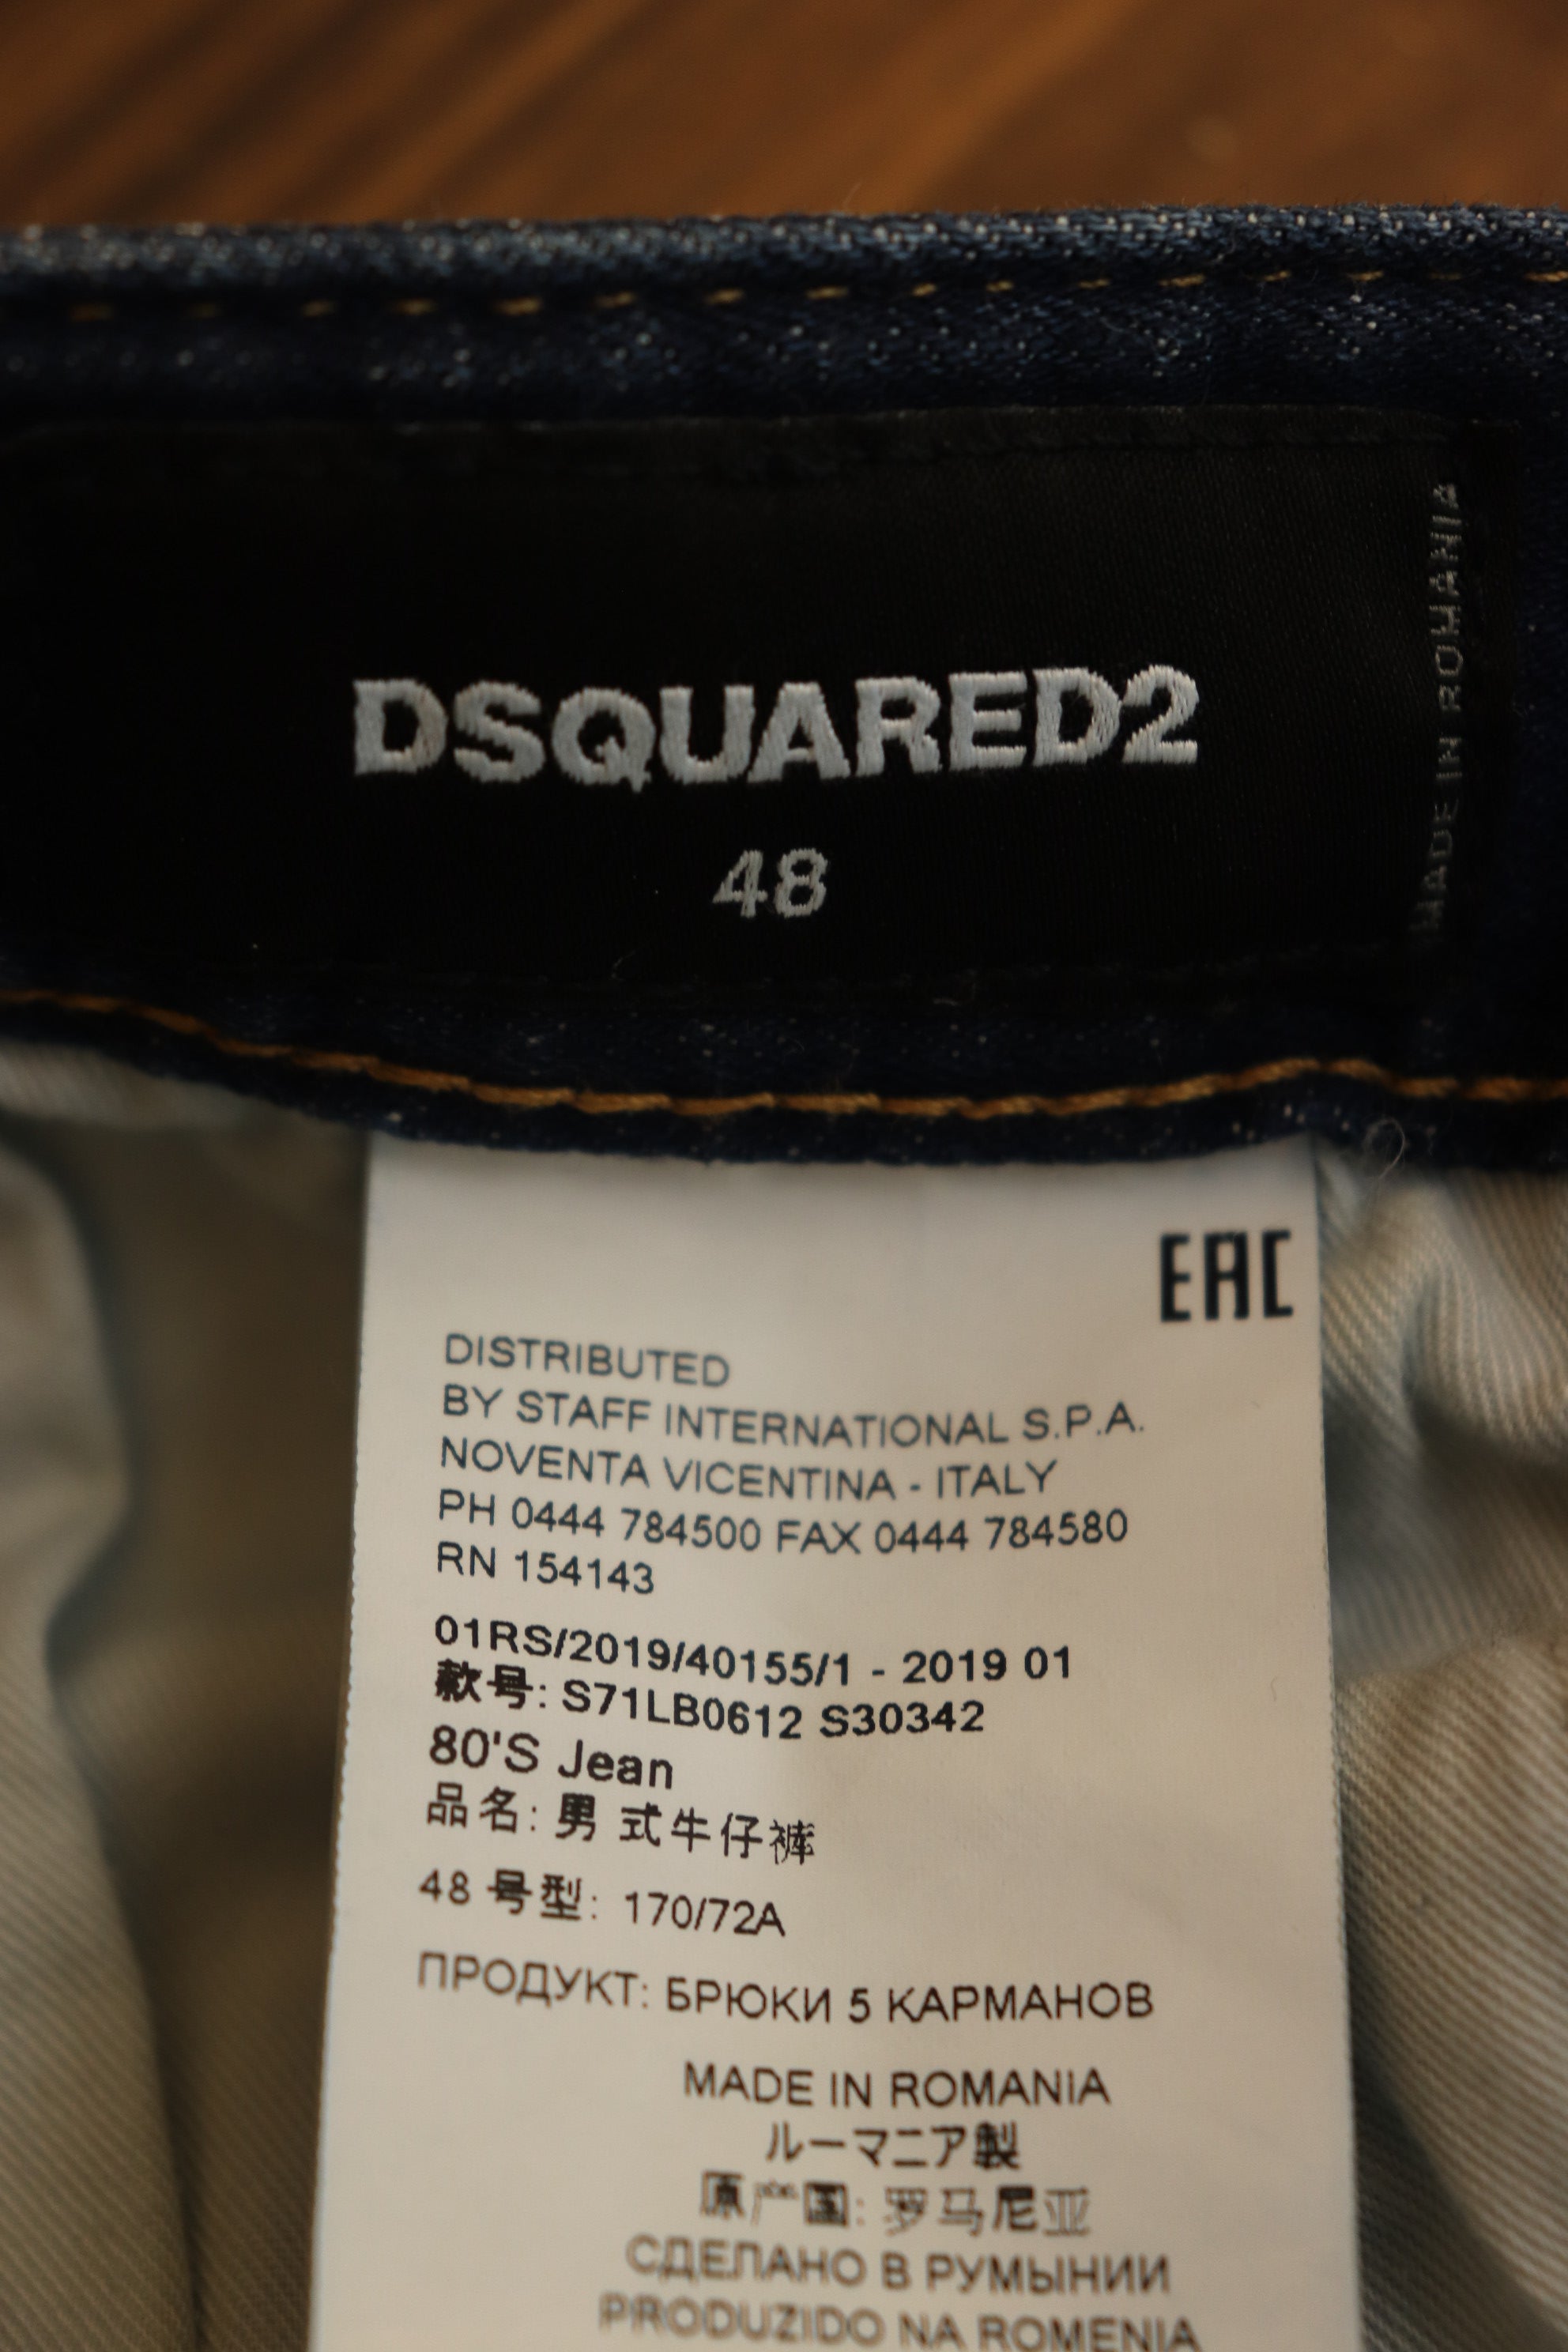 DSQUARED2
48
MADE IN ROMANIA
EAC
DISTRIBUTED
BY STAFF INTERNATIONAL S.P.A.
NOVENTA VICENTINA - ITALY
PH 0444 784500 FAX 0444 784580
RN 154143
01RS/2019/40155/1 - 2019 01
款号: S71LB0612 S30342
80'S Jean
品名: 男 式牛仔裤
48 号型: 170/72A
ПРОДУКТ: БРЮКИ 5 КАРМАНОВ
MADE IN ROMANIA
ルーマニア製
原产国: 罗马尼亚
СДЕЛАНО В РУМЫНИИ
PRODUZIDO NA ROMENIA